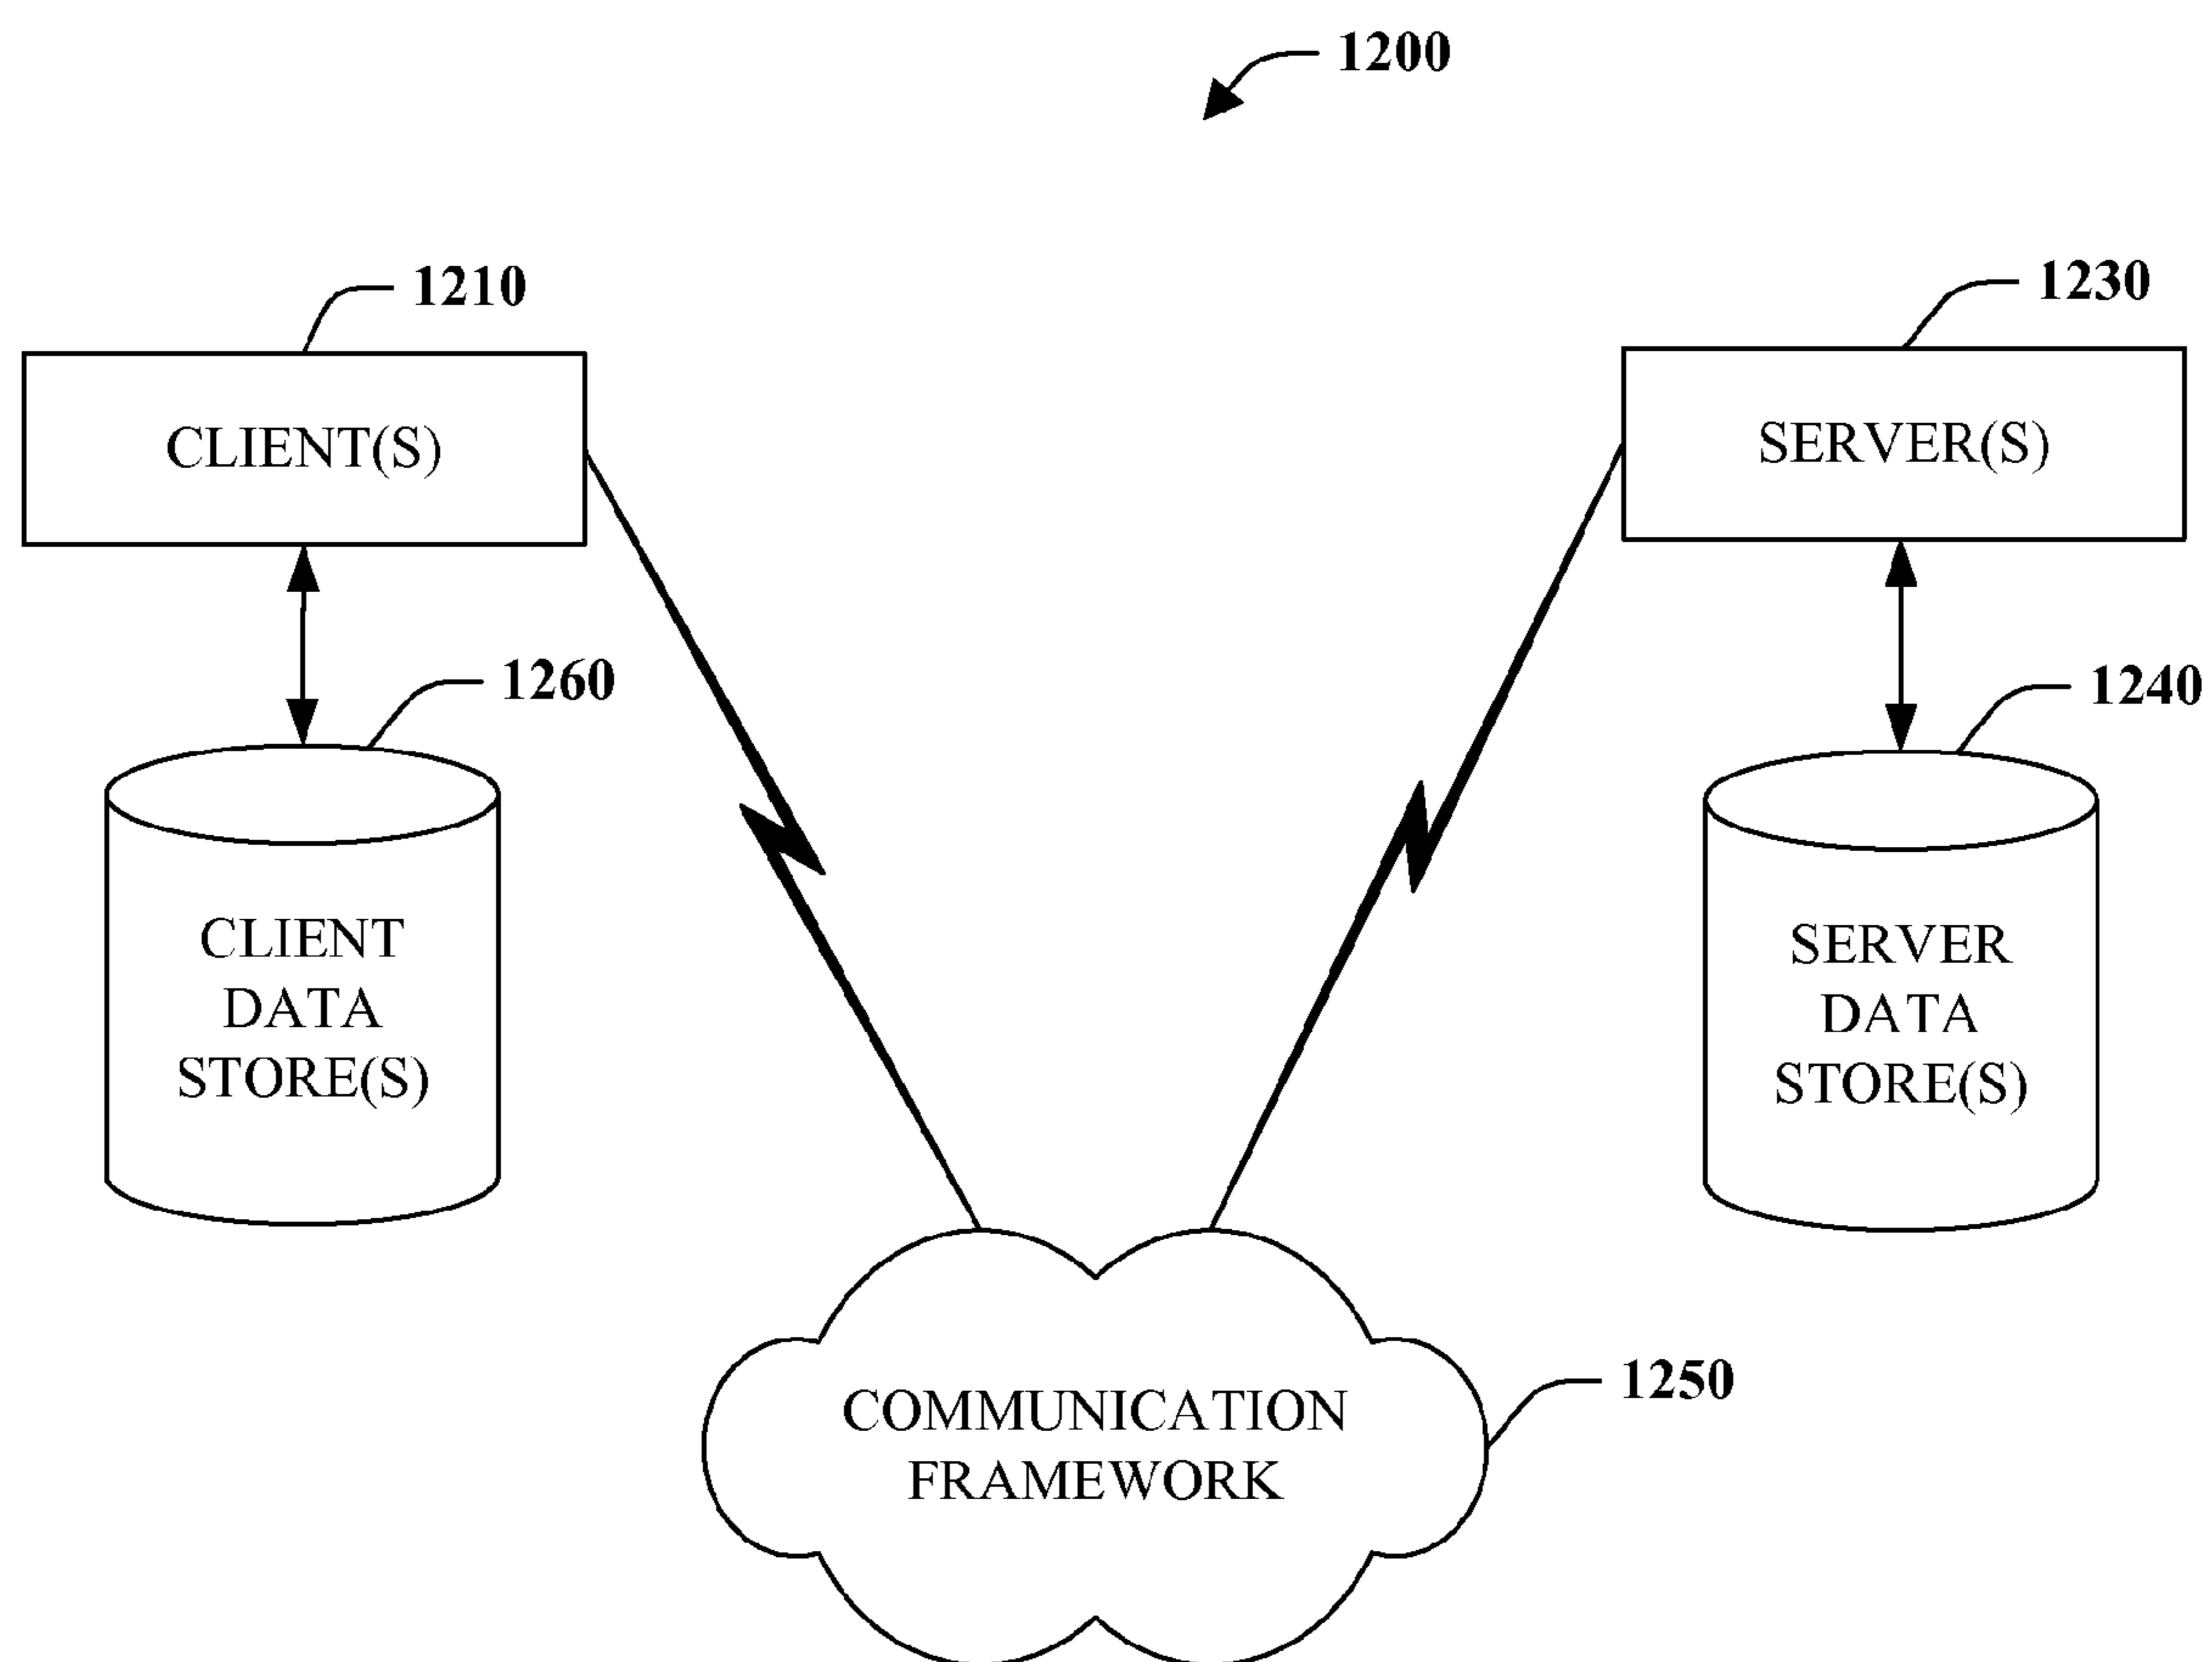 1200
1210
1230
CLIENT(S)
SERVER(S)
1260
1240
CLIENT
DATA
STORE(S)
SERVER
DATA
STORE(S)
COMMUNICATION
FRAMEWORK
1250